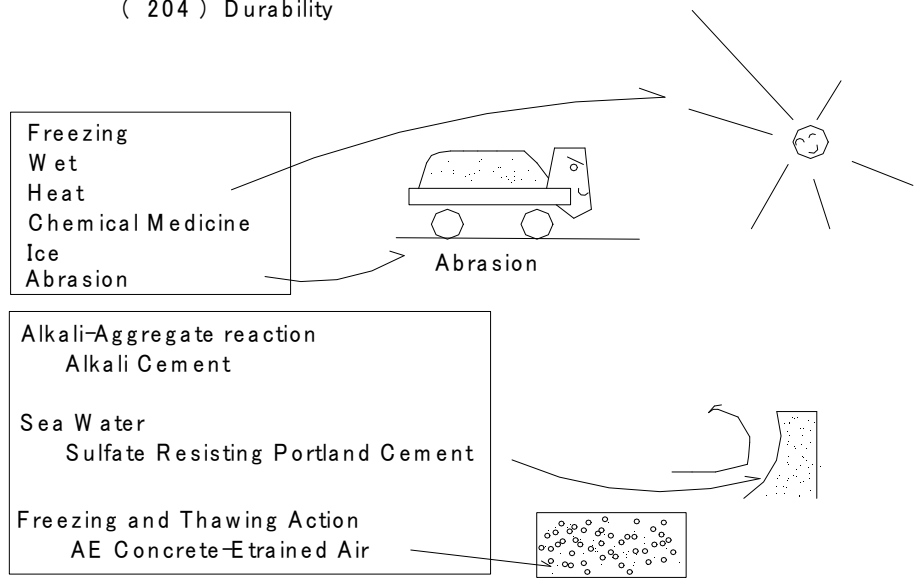 ( 204 ) Durability
Freezing
Wet
Heat
Chemical Medicine
Ice
Abrasion
Abrasion
Alkali-Aggregate reaction
Alkali Cement
Sea Water
Sulfate Resisting Portland Cement
Freezing and Thawing Action
AE Concrete-Etrained Air